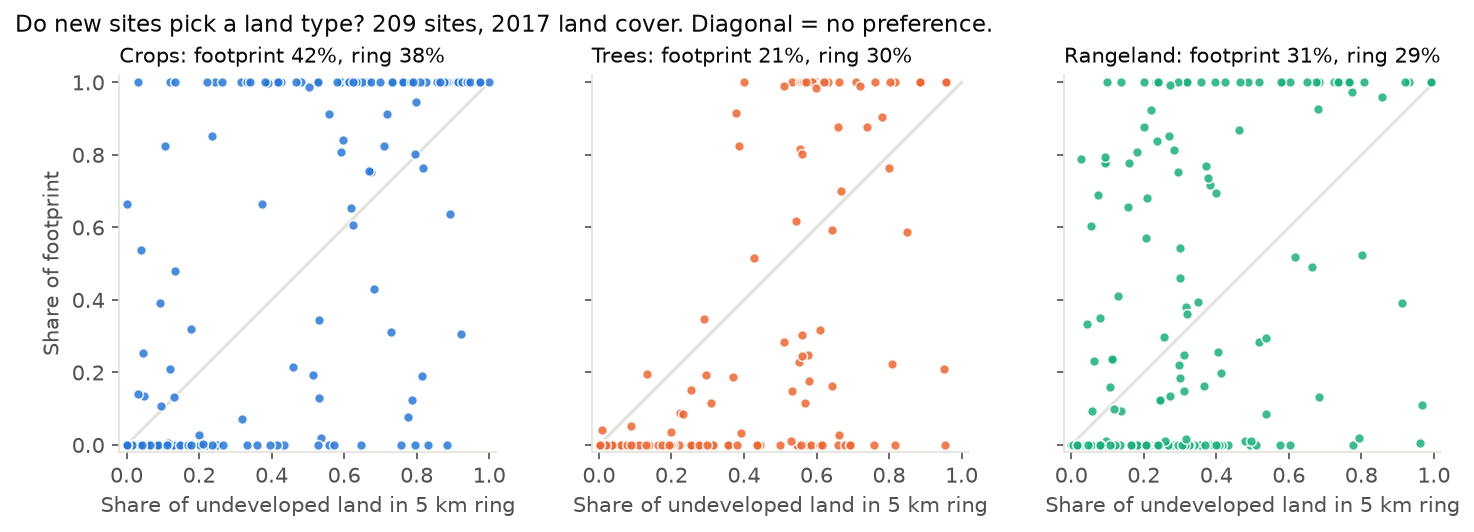 Do new sites pick a land type? 209 sites, 2017 land cover. Diagonal = no preference.
Crops: footprint 42%, ring 38%
Trees: footprint 21%, ring 30%
Rangeland: footprint 31%, ring 29%
Share of footprint
1.0
0.8
0.6
0.4
0.2
0.0
0.0 0.2 0.4 0.6 0.8 1.0
0.0 0.2 0.4 0.6 0.8 1.0
0.0 0.2 0.4 0.6 0.8 1.0
Share of undeveloped land in 5 km ring
Share of undeveloped land in 5 km ring
Share of undeveloped land in 5 km ring